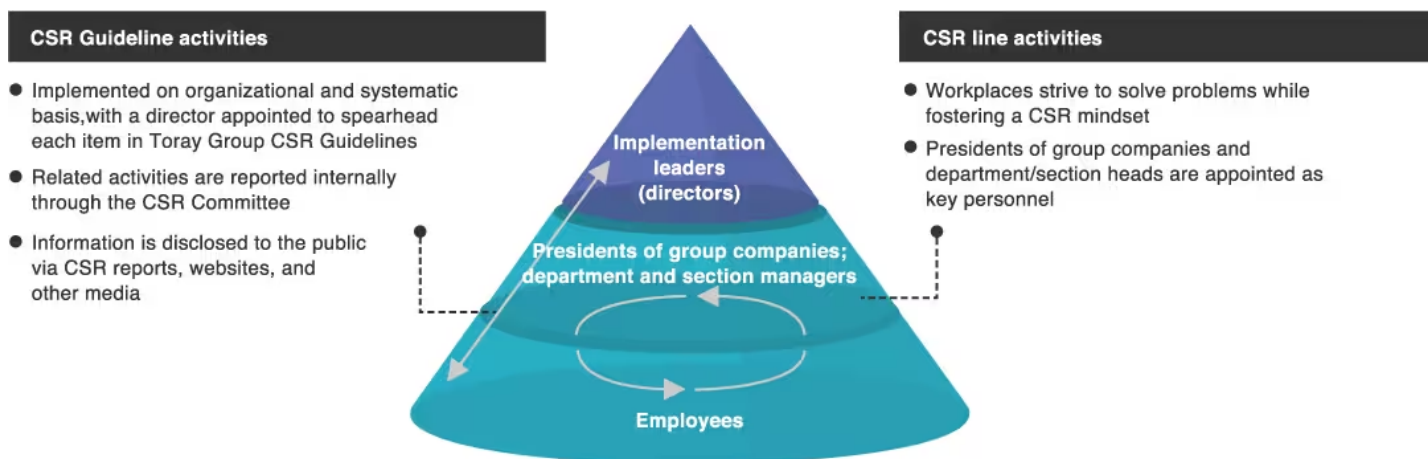 CSR Guideline activities
● Implemented on organizational and systematic
basis,with a director appointed to spearhead
each item in Toray Group CSR Guidelines
● Related activities are reported internally
through the CSR Committee
● Information is disclosed to the public
via CSR reports, websites, and
other media
Implementation
leaders
(directors)
Presidents of group companies;
department and section managers
Employees
CSR line activities
● Workplaces strive to solve problems while
fostering a CSR mindset
● Presidents of group companies and
department/section heads are appointed as
key personnel